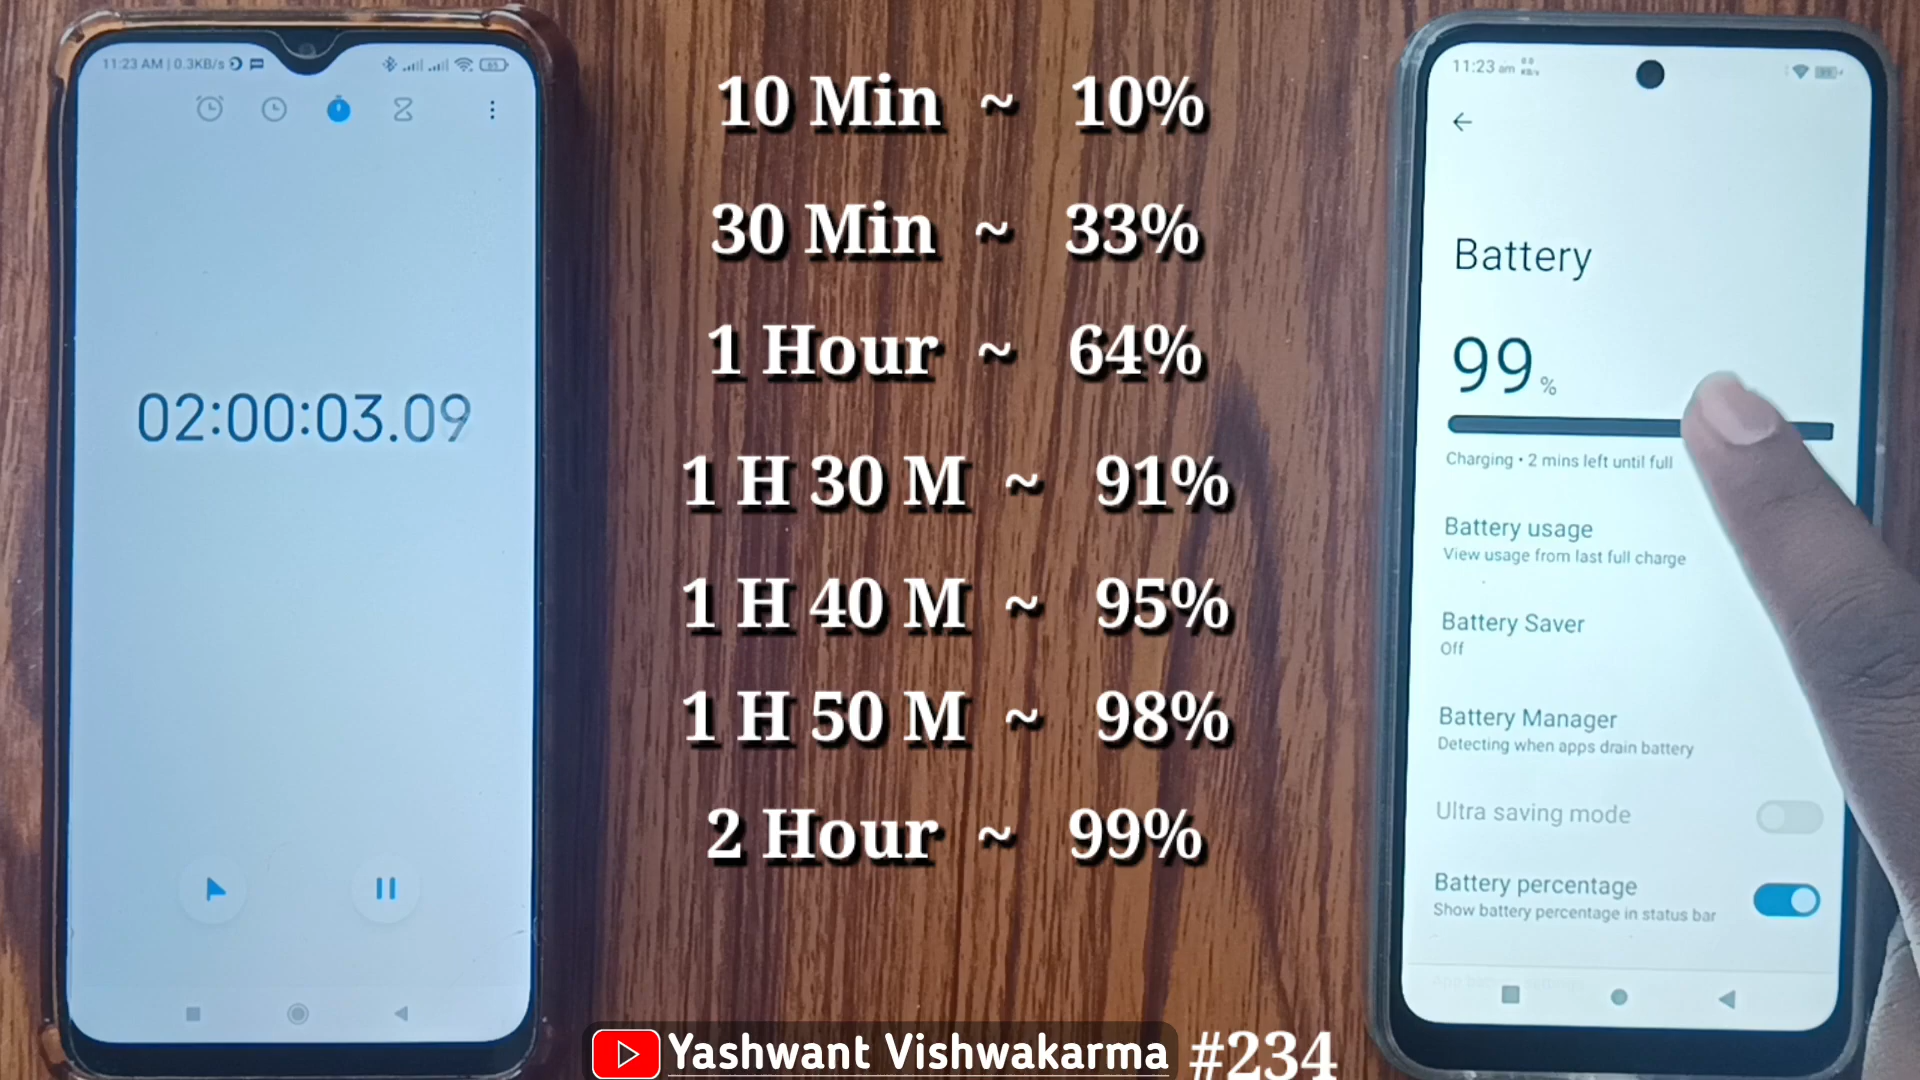 11:23 AM | 0.3KB/s
65
02:00:03.09
10 Min ~ 10%
30 Min ~ 33%
1 Hour ~ 64%
1 H 30 M ~ 91%
1 H 40 M ~ 95%
1 H 50 M ~ 98%
2 Hour ~ 99%
Yashwant Vishwakarma #234
11:23 am
Battery
99 %
Charging • 2 mins left until full
Battery usage
View usage from last full charge
Battery Saver
Off
Battery Manager
Detecting when apps drain battery
Ultra saving mode
Battery percentage
Show battery percentage in status bar